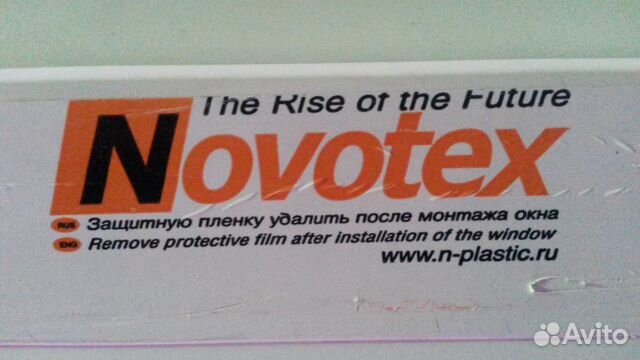 The Rise of the Future
Novotex
RUS Защитную пленку удалить после монтажа окна
ENG Remove protective film after installation of the window
www.n-plastic.ru
Avito